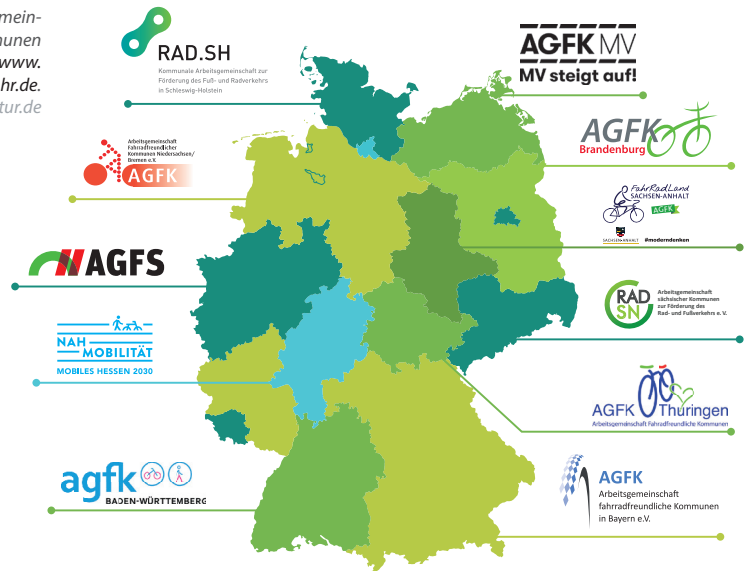 mein-
munen
www.
hr.de.
tur.de
RAD.SH
Kommunale Arbeitsgemeinschaft zur
Förderung des Fuß- und Radverkehrs
in Schleswig-Holstein
AGFK MV
MV steigt auf!
Arbeitsgemeinschaft
Fahrradfreundlicher
Kommunen Niedersachsen/
Bremen e.V.
AGFK
AGFK
Brandenburg
FahrRadLand
SACHSEN-ANHALT
AGFK
SACHSEN-ANHALT #moderndenken
AGFS
RAD
SN
Arbeitsgemeinschaft
sächsischer Kommunen
zur Förderung des
Rad- und Fußverkehrs e. V.
NAH
MOBILITÄT
MOBILES HESSEN 2030
AGFK Thüringen
Arbeitsgemeinschaft Fahrradfreundliche Kommunen
agfk
BADEN-WÜRTTEMBERG
AGFK
Arbeitsgemeinschaft
fahrradfreundliche Kommunen
in Bayern e.V.